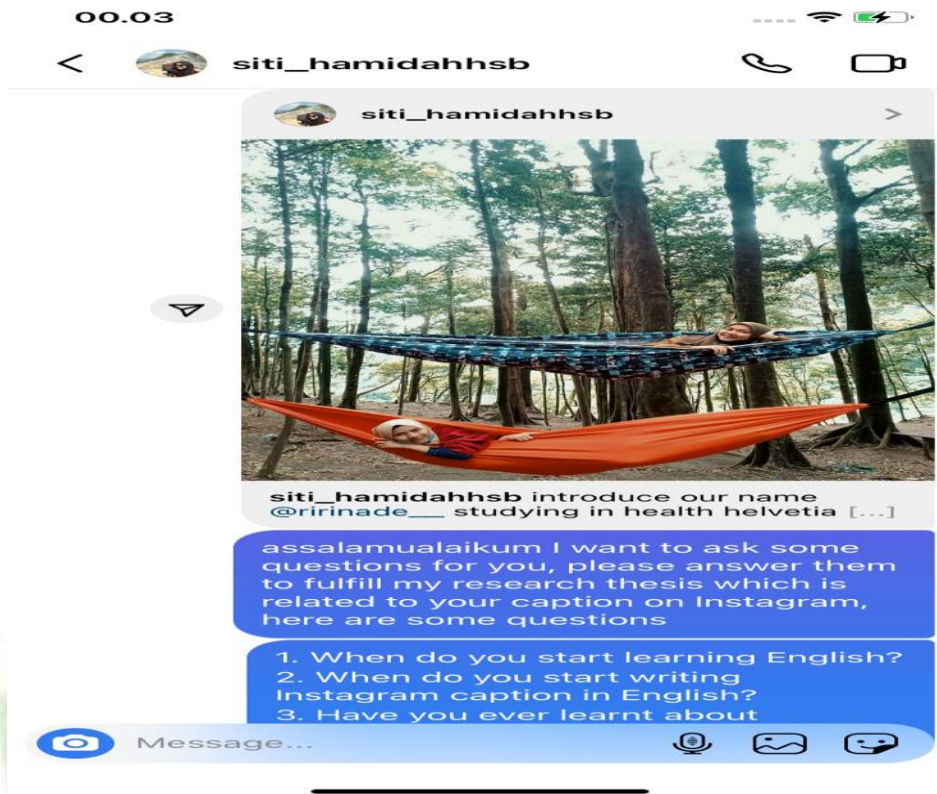 00.03
siti_hamidahhsb
siti_hamidahhsb
siti_hamidahhsb introduce our name
@ririnade__ studying in health helvetia [...]
assalamualaikum I want to ask some
questions for you, please answer them
to fulfill my research thesis which is
related to your caption on Instagram,
here are some questions
1. When do you start learning English?
2. When do you start writing
Instagram caption in English?
3. Have you ever learnt about
Message...